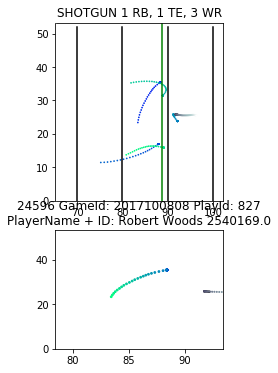 SHOTGUN 1 RB, 1 TE, 3 WR
50
40
30
20
10
0
70 80 90 100
24596 GameId: 2017100808 PlayId: 827
PlayerName + ID: Robert Woods 2540169.0
40
20
0
80 85 90